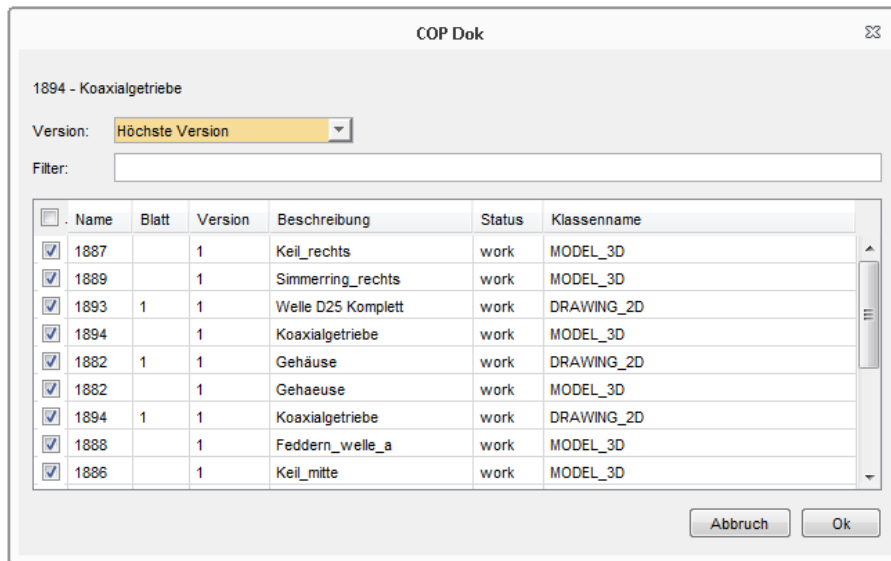 COP Dok
1894 - Koaxialgetriebe
Version: Höchste Version
Filter:
. Name Blatt Version Beschreibung Status Klassenname
1887 1 Keil_rechts work MODEL_3D
1889 1 Simmerring_rechts work MODEL_3D
1893 1 1 Welle D25 Komplett work DRAWING_2D
1894 1 Koaxialgetriebe work MODEL_3D
1882 1 1 Gehäuse work DRAWING_2D
1882 1 Gehaeuse work MODEL_3D
1894 1 1 Koaxialgetriebe work DRAWING_2D
1888 1 Feddern_welle_a work MODEL_3D
1886 1 Keil_mitte work MODEL_3D
Abbruch Ok